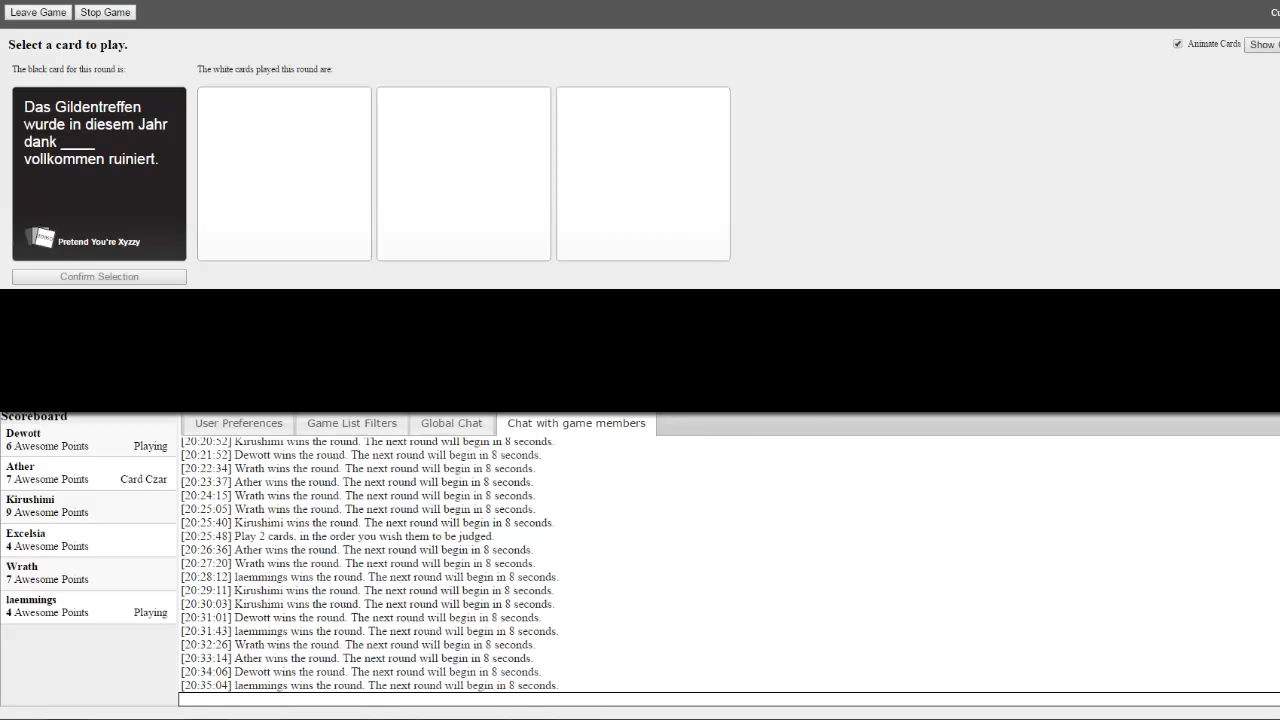 Leave Game Stop Game
Select a card to play.
Animate Cards Show
The black card for this round is:
The white cards played this round are:
Das Gildentreffen
wurde in diesem Jahr
dank ____
vollkommen ruiniert.
Pretend You're Xyzzy
Confirm Selection
Scoreboard
Dewott
6 Awesome Points Playing
Ather
7 Awesome Points Card Czar
Kirushimi
9 Awesome Points
Excelsia
4 Awesome Points
Wrath
7 Awesome Points
laemmings
4 Awesome Points Playing
User Preferences Game List Filters Global Chat Chat with game members
[20:20:52] Kirushimi wins the round. The next round will begin in 8 seconds.
[20:21:52] Dewott wins the round. The next round will begin in 8 seconds.
[20:22:34] Wrath wins the round. The next round will begin in 8 seconds.
[20:23:37] Ather wins the round. The next round will begin in 8 seconds.
[20:24:15] Wrath wins the round. The next round will begin in 8 seconds.
[20:25:05] Wrath wins the round. The next round will begin in 8 seconds.
[20:25:40] Kirushimi wins the round. The next round will begin in 8 seconds.
[20:25:48] Play 2 cards, in the order you wish them to be judged.
[20:26:36] Ather wins the round. The next round will begin in 8 seconds.
[20:27:20] Wrath wins the round. The next round will begin in 8 seconds.
[20:28:12] laemmings wins the round. The next round will begin in 8 seconds.
[20:29:11] Kirushimi wins the round. The next round will begin in 8 seconds.
[20:30:03] Kirushimi wins the round. The next round will begin in 8 seconds.
[20:31:01] Dewott wins the round. The next round will begin in 8 seconds.
[20:31:43] laemmings wins the round. The next round will begin in 8 seconds.
[20:32:26] Wrath wins the round. The next round will begin in 8 seconds.
[20:33:14] Ather wins the round. The next round will begin in 8 seconds.
[20:34:06] Dewott wins the round. The next round will begin in 8 seconds.
[20:35:04] laemmings wins the round. The next round will begin in 8 seconds.